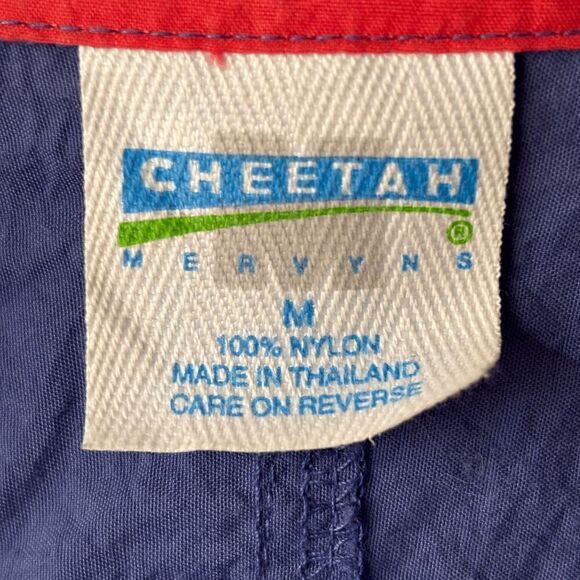 CHEETAH
®
MERVYNS
M
100% NYLON
MADE IN THAILAND
CARE ON REVERSE